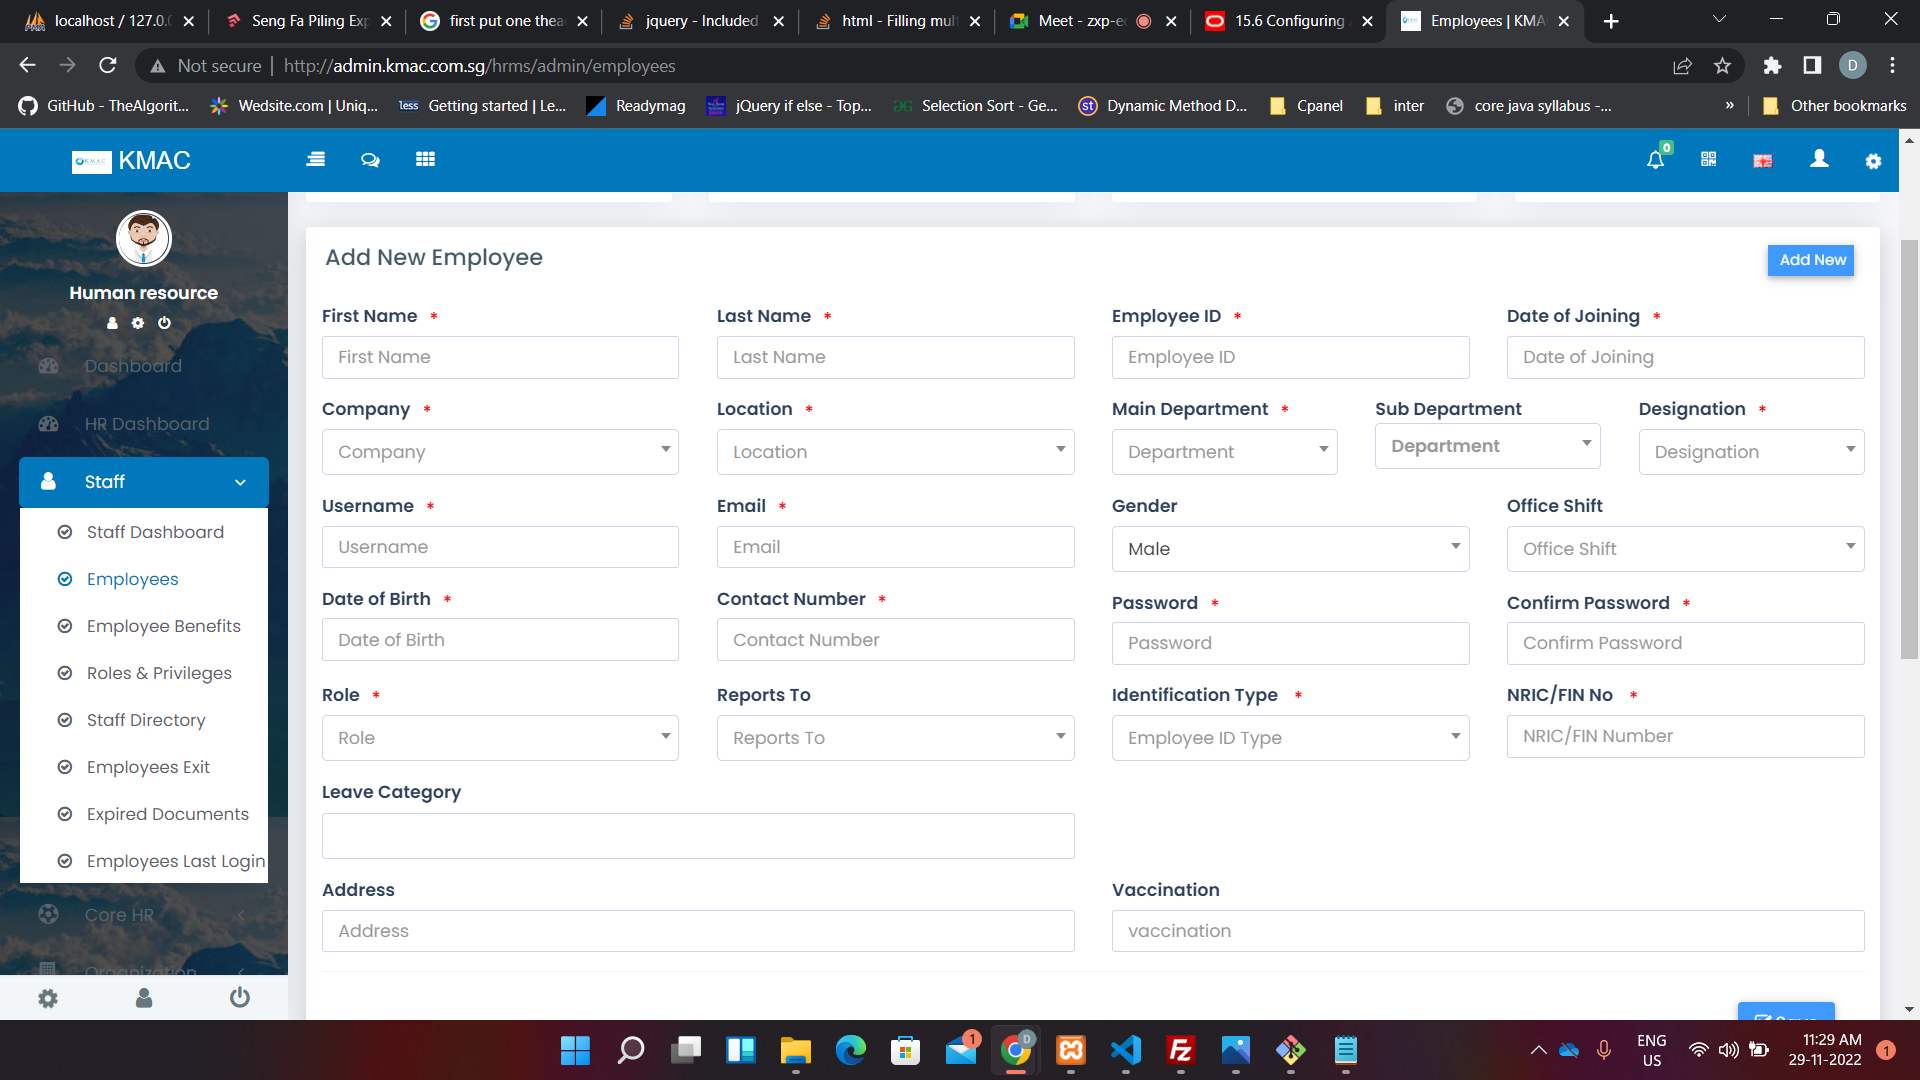 localhost / 127.0.0
Seng Fa Piling Exp
first put one thea
jquery - Included
html - Filling mul
Meet - zxp-e
15.6 Configuring
Employees | KMA
Not secure | http://admin.kmac.com.sg/hrms/admin/employees
D
GitHub - TheAlgorit...
Wedsite.com | Uniq...
less
Getting started | Le...
Readymag
jQuery if else - Top...
Selection Sort - Ge...
st
Dynamic Method D...
Cpanel
inter
core java syllabus -...
»
Other bookmarks
KMAC
KMAC
0
Human resource
Dashboard
HR Dashboard
Staff
Staff Dashboard
Employees
Employee Benefits
Roles & Privileges
Staff Directory
Employees Exit
Expired Documents
Employees Last Login
Core HR
Organization
Add New Employee
Add New
First Name *
Last Name *
Employee ID *
Date of Joining *
First Name
Last Name
Employee ID
Date of Joining
Company *
Location *
Main Department *
Sub Department
Designation *
Company
Location
Department
Department
Designation
Username *
Email *
Gender
Office Shift
Username
Email
Male
Office Shift
Date of Birth *
Contact Number *
Password *
Confirm Password *
Date of Birth
Contact Number
Password
Confirm Password
Role *
Reports To
Identification Type *
NRIC/FIN No *
Role
Reports To
Employee ID Type
NRIC/FIN Number
Leave Category
Address
Vaccination
Address
vaccination
Save
1
D
Fz
ENG
US
11:29 AM
29-11-2022
1